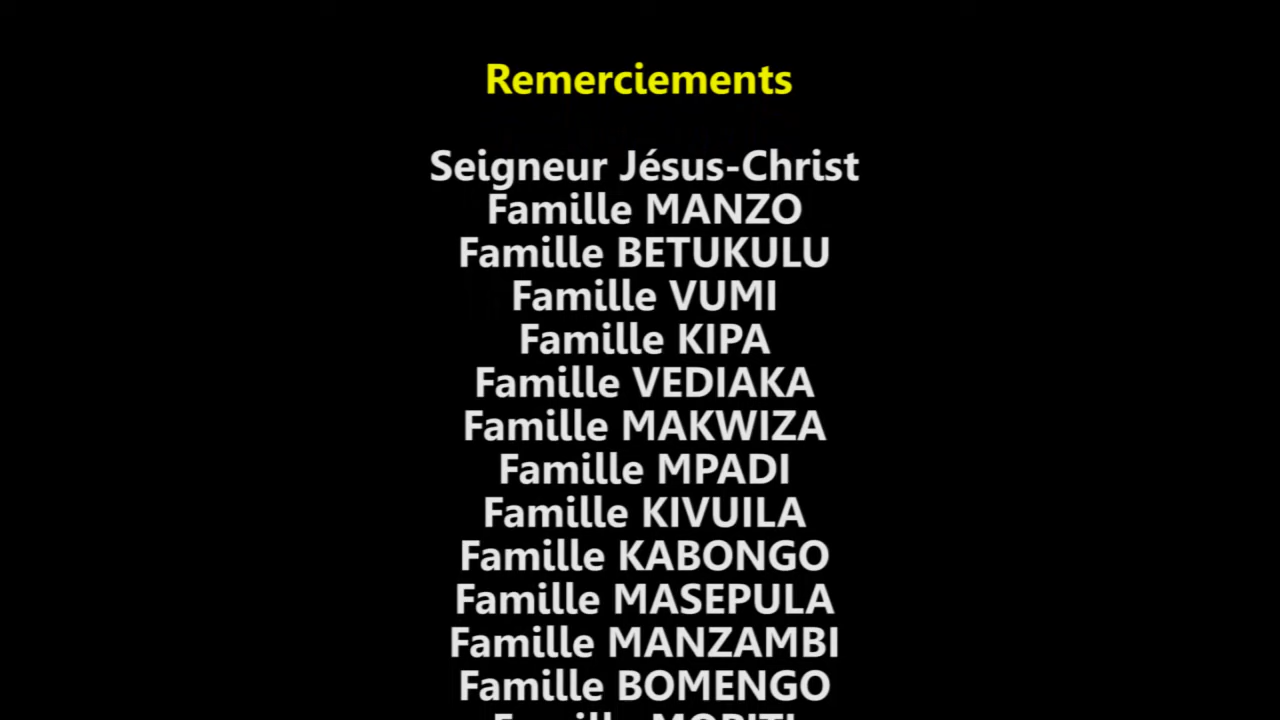 Remerciements
Seigneur Jésus-Christ
Famille MANZO
Famille BETUKULU
Famille VUMI
Famille KIPA
Famille VEDIAKA
Famille MAKWIZA
Famille MPADI
Famille KIVUILA
Famille KABONGO
Famille MASEPULA
Famille MANZAMBI
Famille BOMENGO
Famille